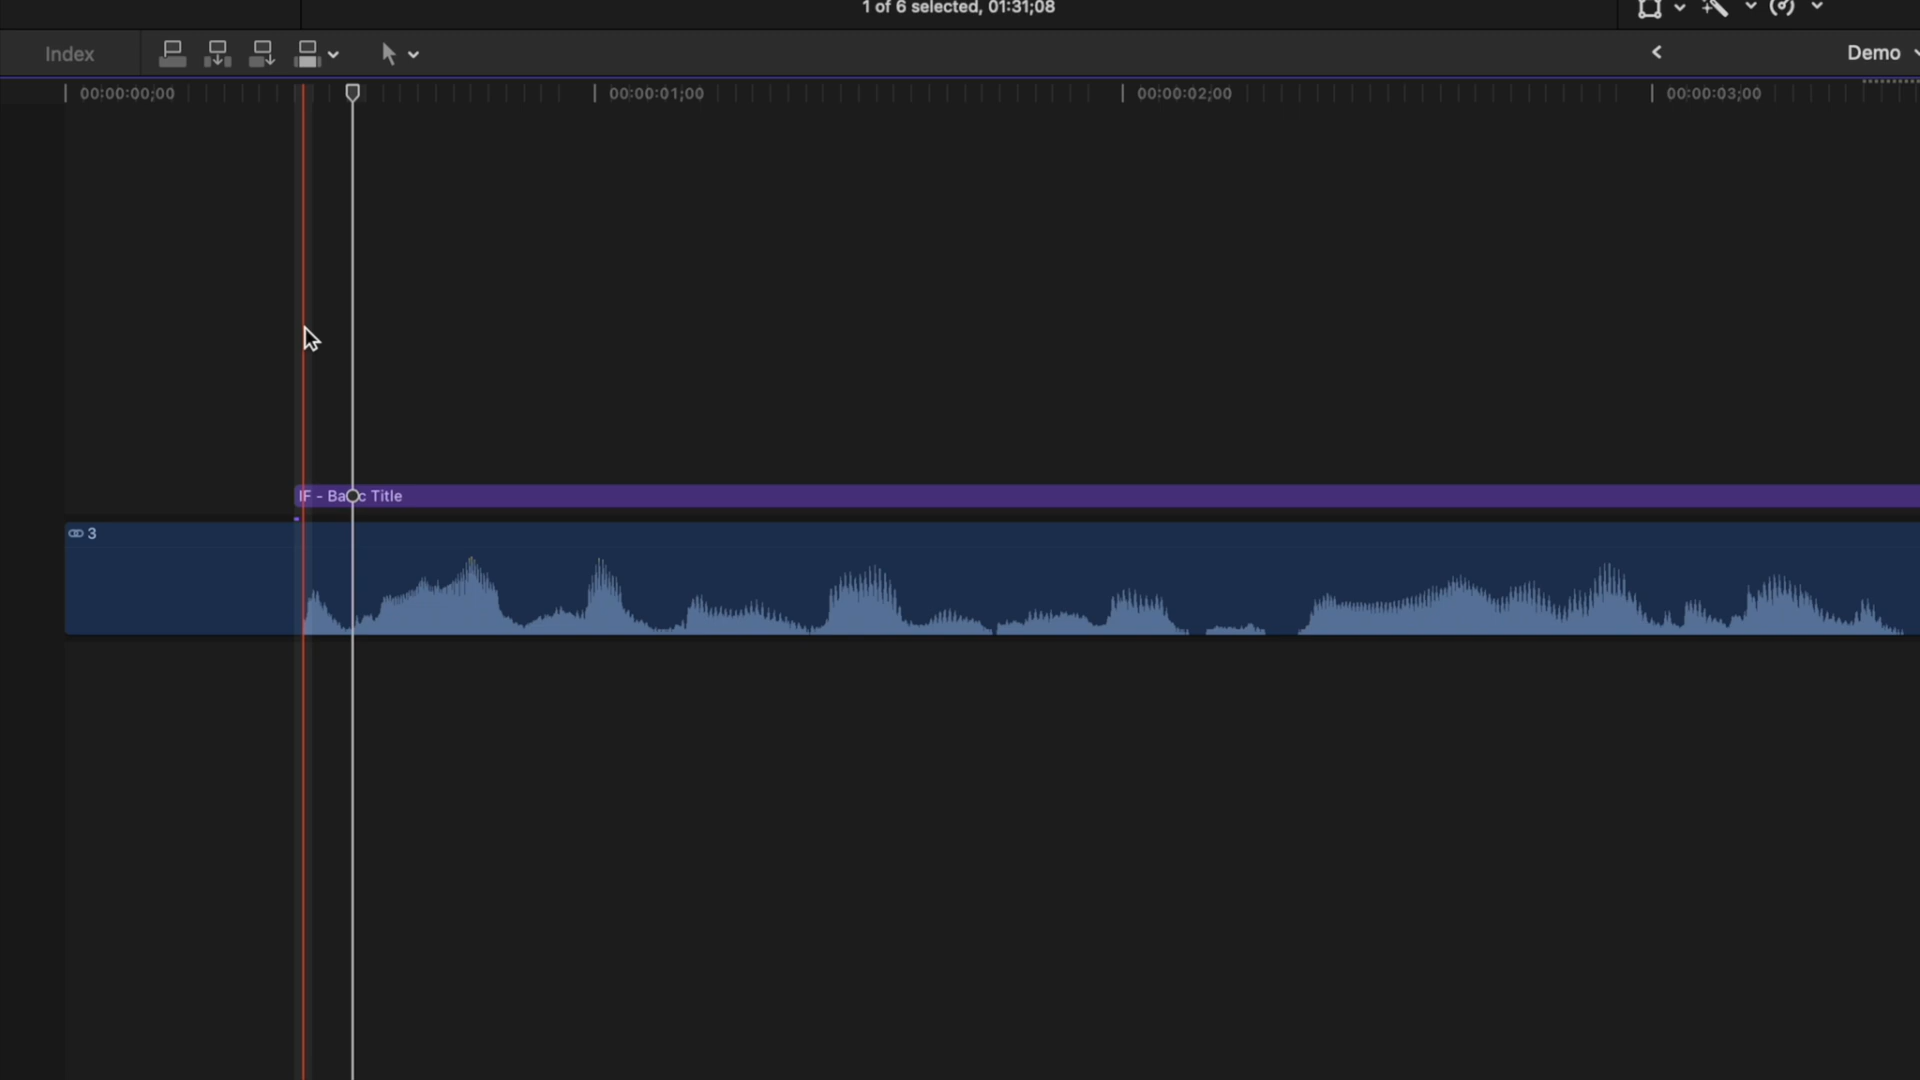 1 of 6 selected, 01:31;08
Index
Demo
00:00:00;00
00:00:01;00
00:00:02;00
00:00:03;00
IF - Ba c Title
3